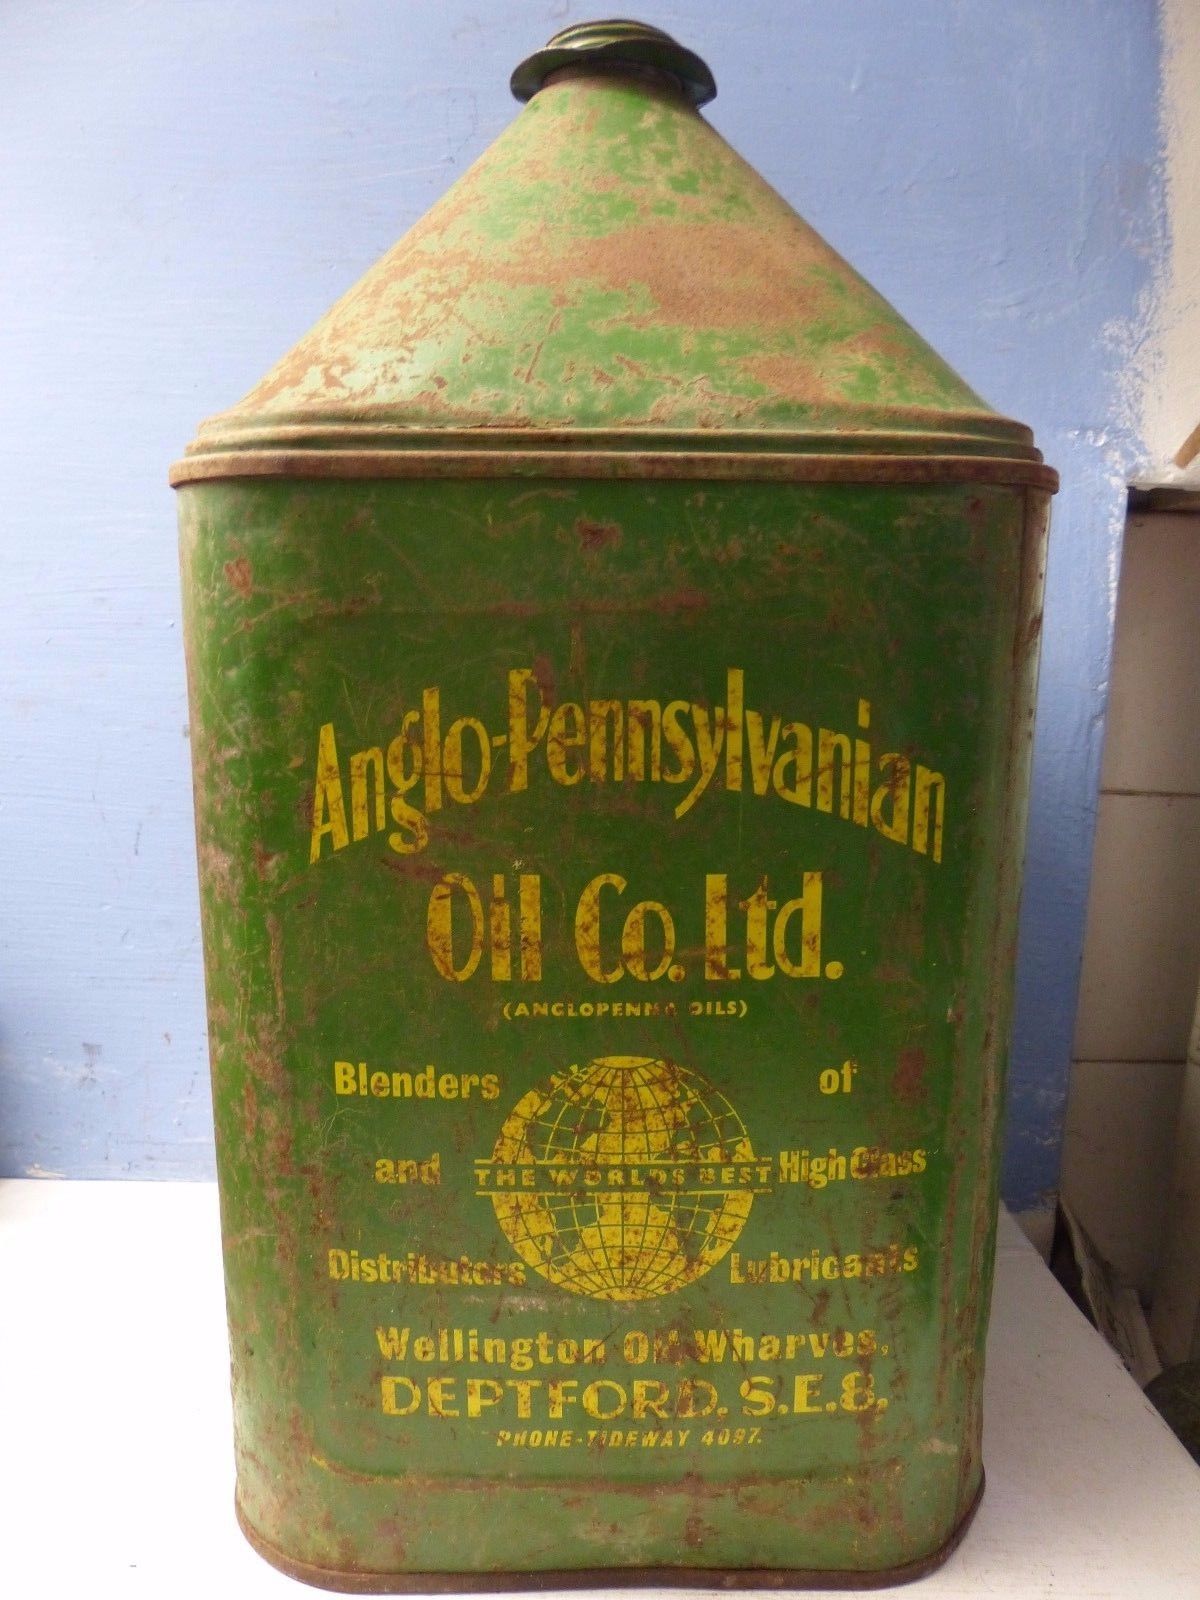 Anglo-Pennsylvanian
Oil Co. Ltd.
(ANGLOPENNA OILS)
Blenders of
and THE WORLDS BEST High Class
Distributers Lubricants
Wellington Oil Wharves,
DEPTFORD, S.E.8.
PHONE-TIDEWAY 4097.